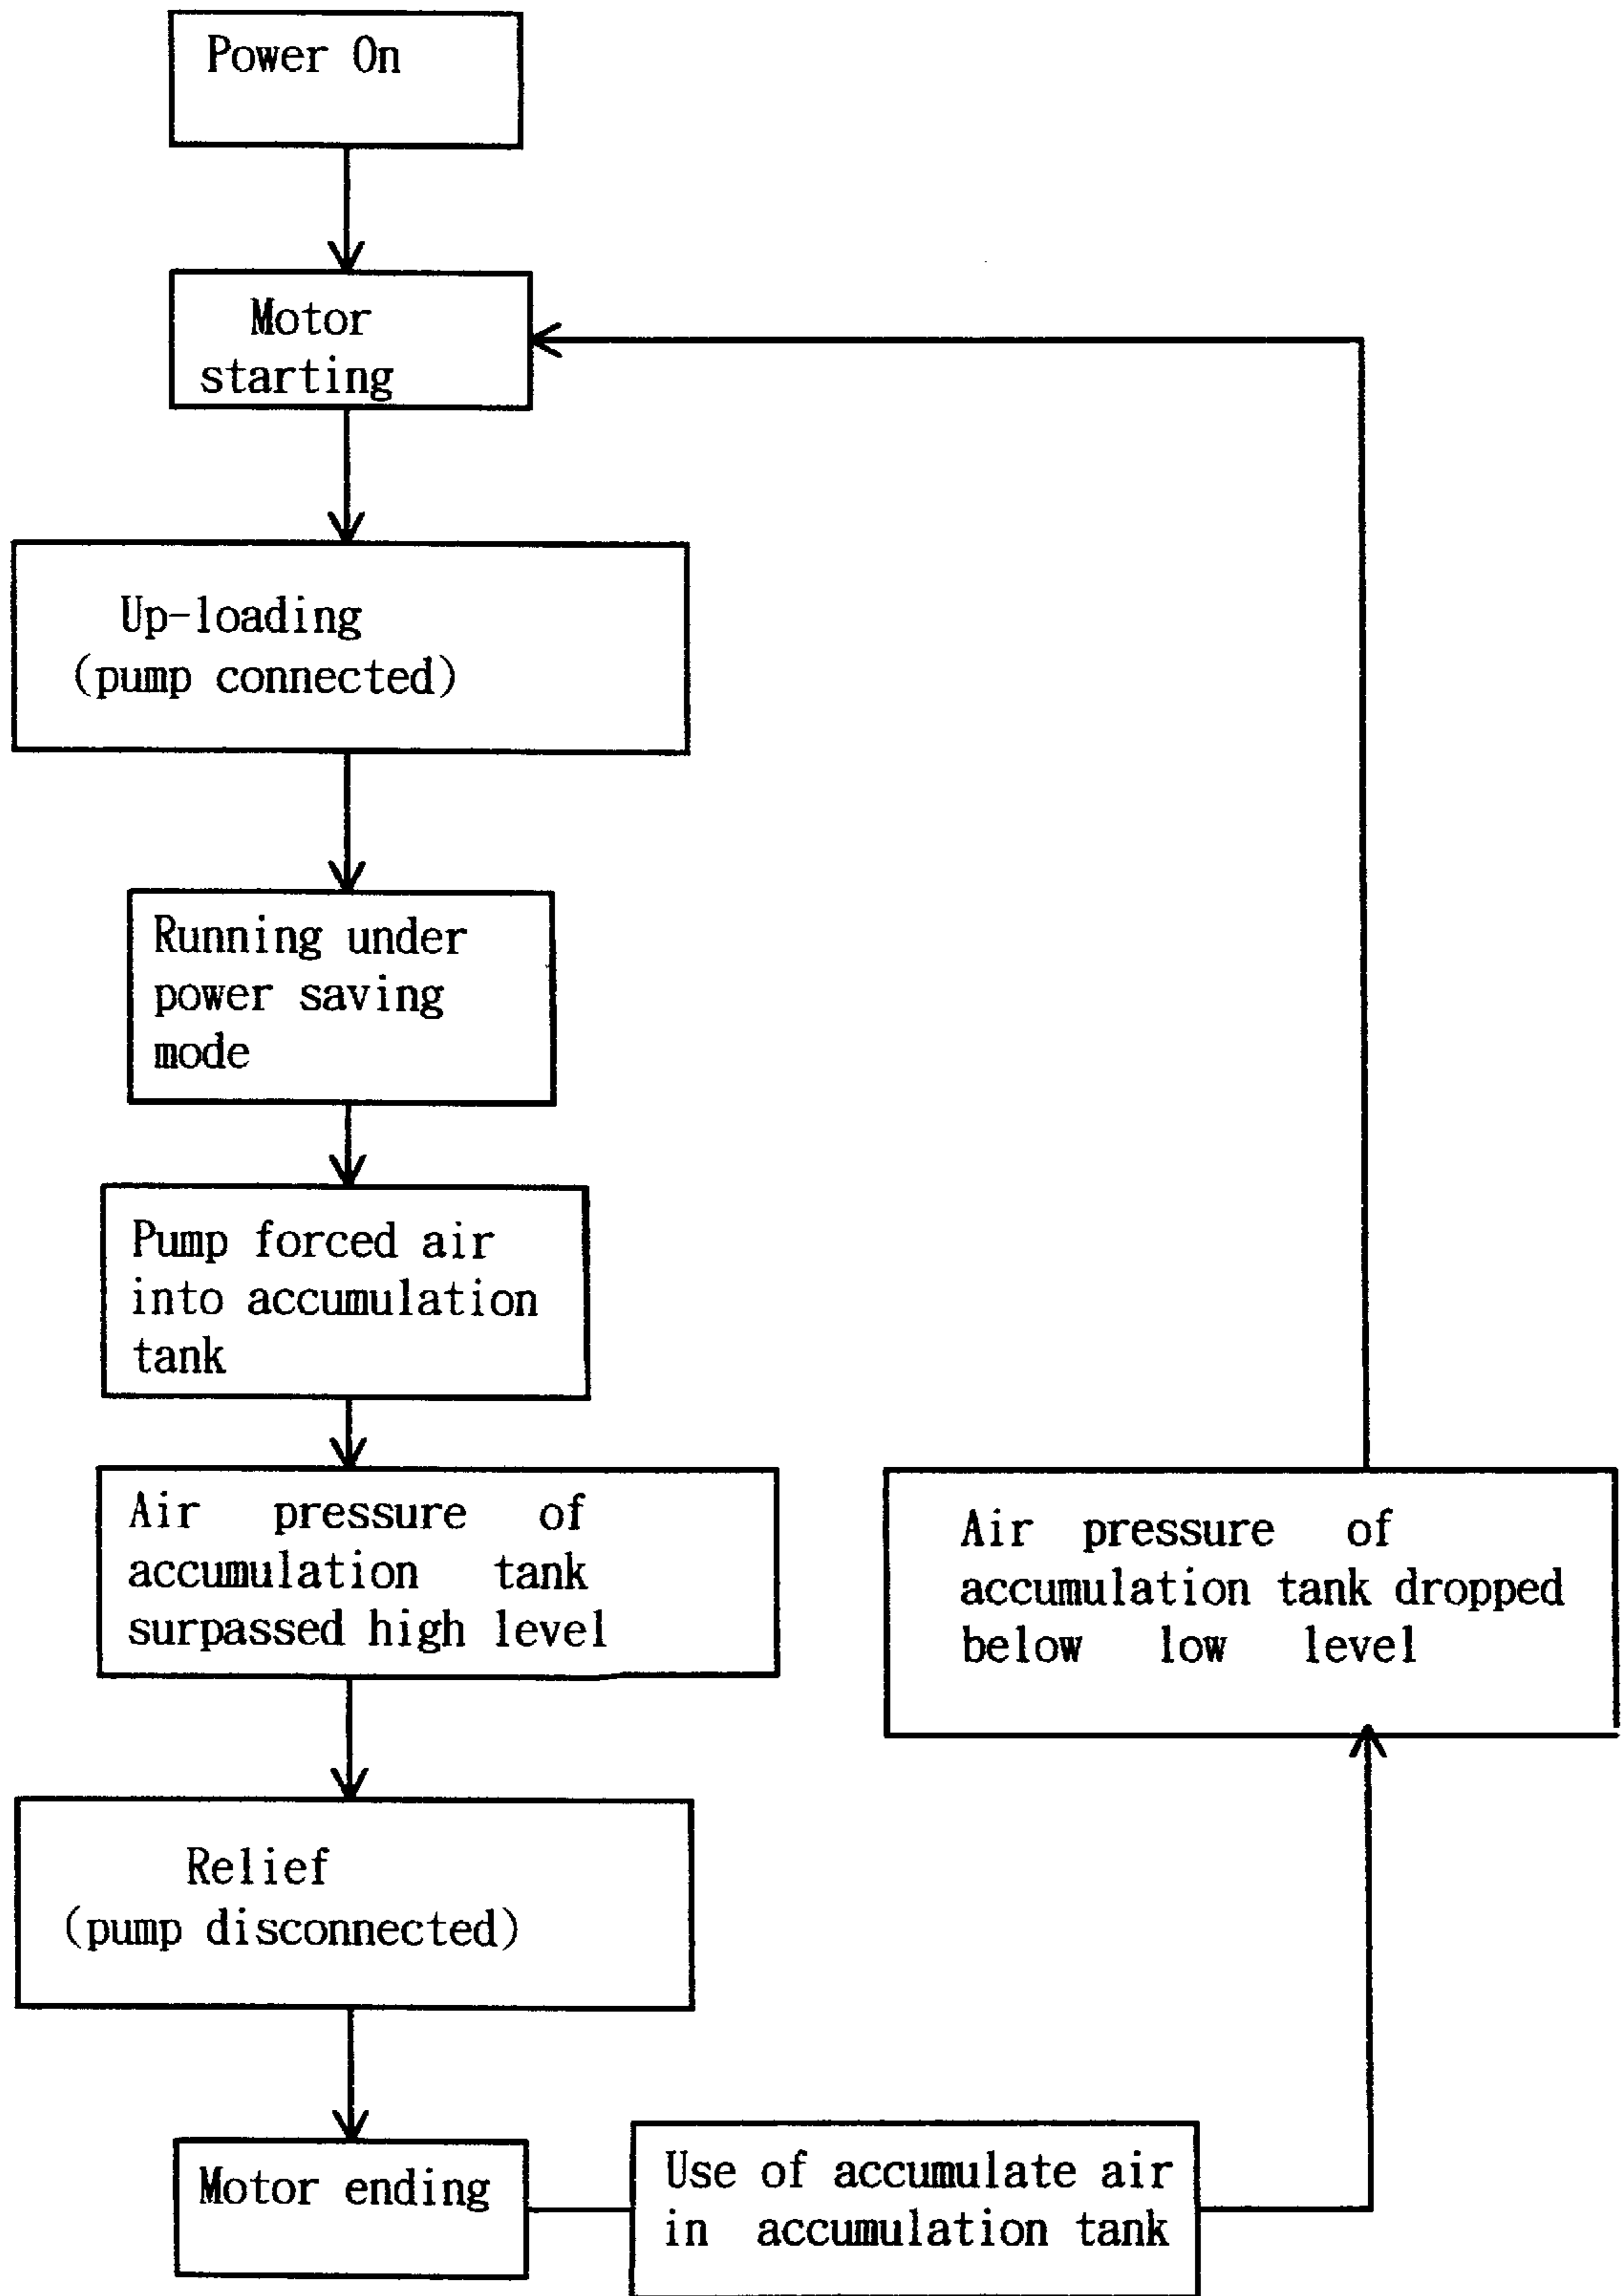 Power On
Motor
starting
Up-loading
(pump connected)
Running under
power saving
mode
Pump forced air
into accumulation
tank
Air pressure of
accumulation tank
surpassed high level
Relief
(pump disconnected)
Motor ending
Use of accumulate air
in accumulation tank
Air pressure of
accumulation tank dropped
below low level